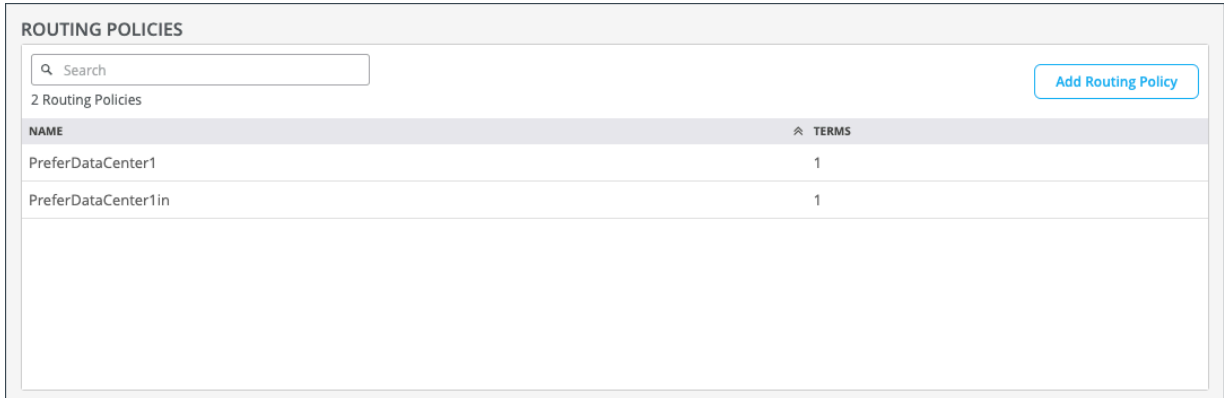 ROUTING POLICIES
Search
Add Routing Policy
2 Routing Policies
NAME TERMS
PreferDataCenter1 1
PreferDataCenter1in 1